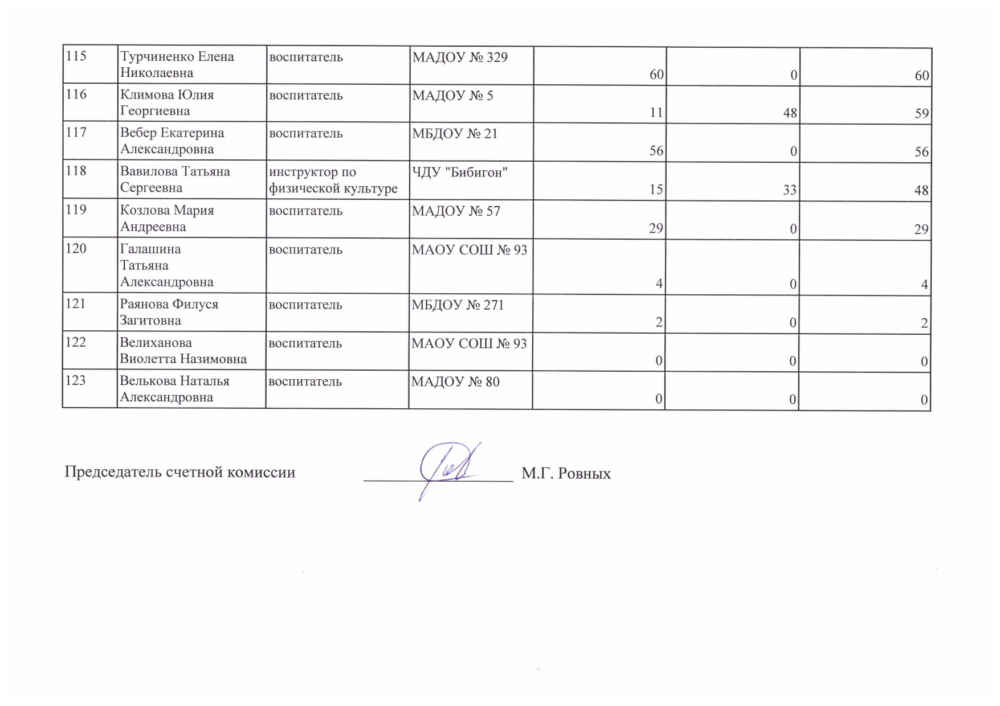 115 Турчиненко Елена воспитатель МАДОУ № 329
Николаевна 60 0 60
116 Климова Юлия воспитатель МАДОУ № 5
Георгиевна 11 48 59
117 Вебер Екатерина воспитатель МБДОУ № 21
Александровна 56 0 56
118 Вавилова Татьяна инструктор по ЧДУ "Бибигон"
Сергеевна физической культуре 15 33 48
119 Козлова Мария воспитатель МАДОУ № 57
Андреевна 29 0 29
120 Галашина воспитатель МАОУ СОШ № 93
Татьяна
Александровна 4 0 4
121 Раянова Филуся воспитатель МБДОУ № 271
Загитовна 2 0 2
122 Велиханова воспитатель МАОУ СОШ № 93
Виолетта Назимовна 0 0 0
123 Велькова Наталья воспитатель МАДОУ № 80
Александровна 0 0 0
Председатель счетной комиссии М.Г. Ровных